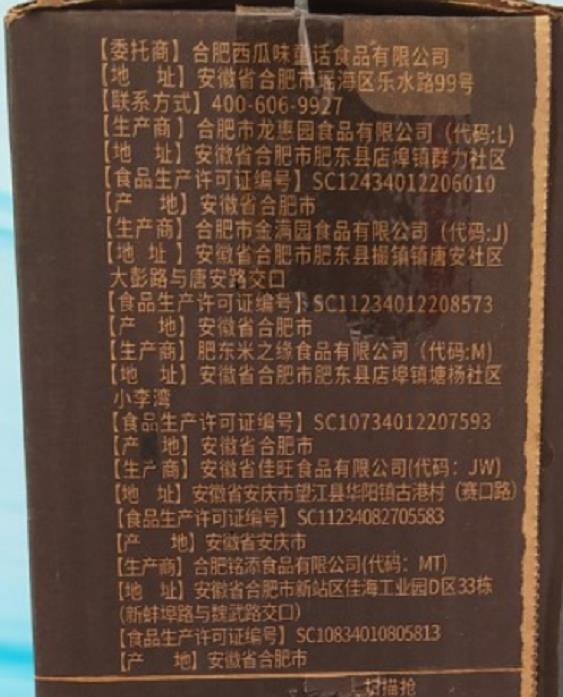 【委托商】合肥西瓜味童话食品有限公司
【地 址】安徽省合肥市瑶海区乐水路99号
【联系方式】400-606-9927
【生产商】合肥市龙惠园食品有限公司（代码:L）
【地 址】安徽省合肥市肥东县店埠镇群力社区
【食品生产许可证编号】SC12434012206010
【产 地】安徽省合肥市
【生产商】合肥市金满园食品有限公司（代码:J）
【地 址】安徽省合肥市肥东县撮镇镇唐安社区
大彭路与唐安路交口
【食品生产许可证编号】SC11234012208573
【产 地】安徽省合肥市
【生产商】肥东米之缘食品有限公司（代码:M）
【地 址】安徽省合肥市肥东县店埠镇塘杨社区
小李湾
【食品生产许可证编号】SC10734012207593
【产 地】安徽省合肥市
【生产商】安徽省佳旺食品有限公司(代码：JW)
【地 址】安徽省安庆市望江县华阳镇古港村（赛口路）
【食品生产许可证编号】SC11234082705583
【产 地】安徽省安庆市
【生产商】合肥铭添食品有限公司(代码：MT)
【地 址】安徽省合肥市新站区佳海工业园D区33栋
（新蚌埠路与魏武路交口）
【食品生产许可证编号】SC10834010805813
【产 地】安徽省合肥市
扫描抢